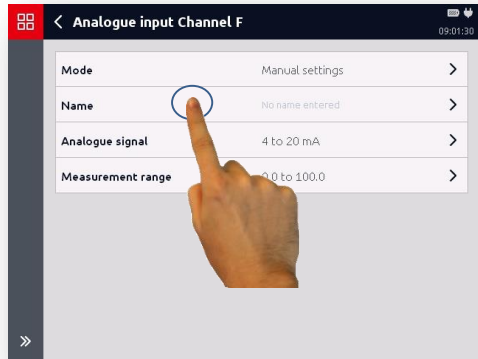 Analogue input Channel F
09:01:30
Mode Manual settings
Name No name entered
Analogue signal 4 to 20 mA
Measurement range 0.0 to 100.0